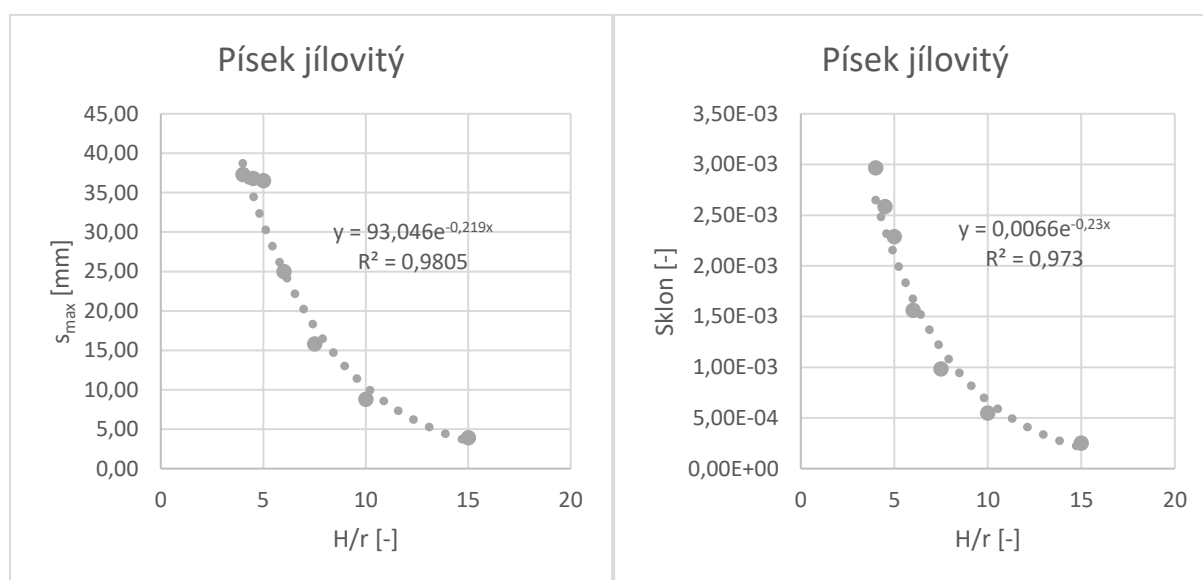 Písek jílovitý
45,00
40,00
35,00
30,00
25,00
20,00
15,00
10,00
5,00
0,00
s_max [mm]
y = 93,046e^-0,219x
R² = 0,9805
0 5 10 15 20
H/r [-]
Písek jílovitý
3,50E-03
3,00E-03
2,50E-03
2,00E-03
1,50E-03
1,00E-03
5,00E-04
0,00E+00
Sklon [-]
y = 0,0066e^-0,23x
R² = 0,973
0 5 10 15 20
H/r [-]